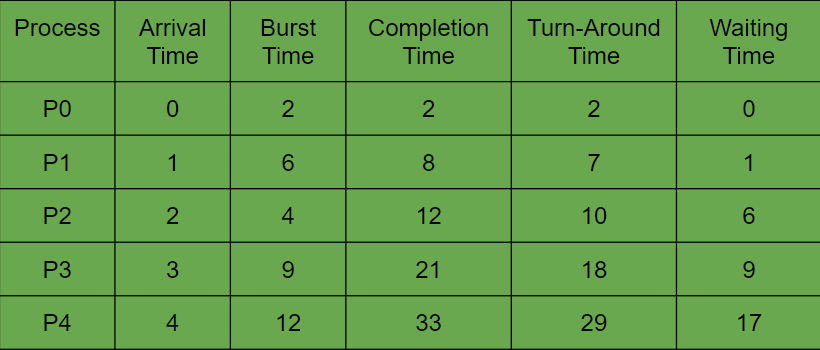 Process Arrival Time Burst Time Completion Time Turn-Around Time Waiting Time
P0 0 2 2 2 0
P1 1 6 8 7 1
P2 2 4 12 10 6
P3 3 9 21 18 9
P4 4 12 33 29 17